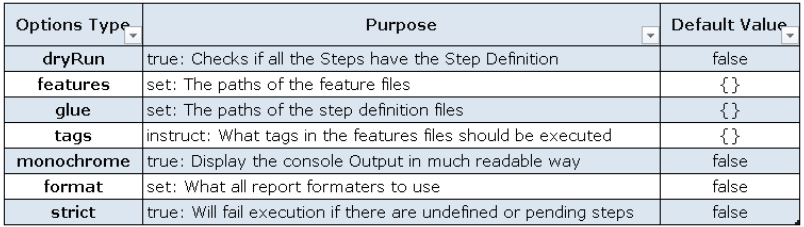 Options Type Purpose Default Value
dryRun true: Checks if all the Steps have the Step Definition false
features set: The paths of the feature files {}
glue set: The paths of the step definition files {}
tags instruct: What tags in the features files should be executed {}
monochrome true: Display the console Output in much readable way false
format set: What all report formaters to use false
strict true: Will fail execution if there are undefined or pending steps false